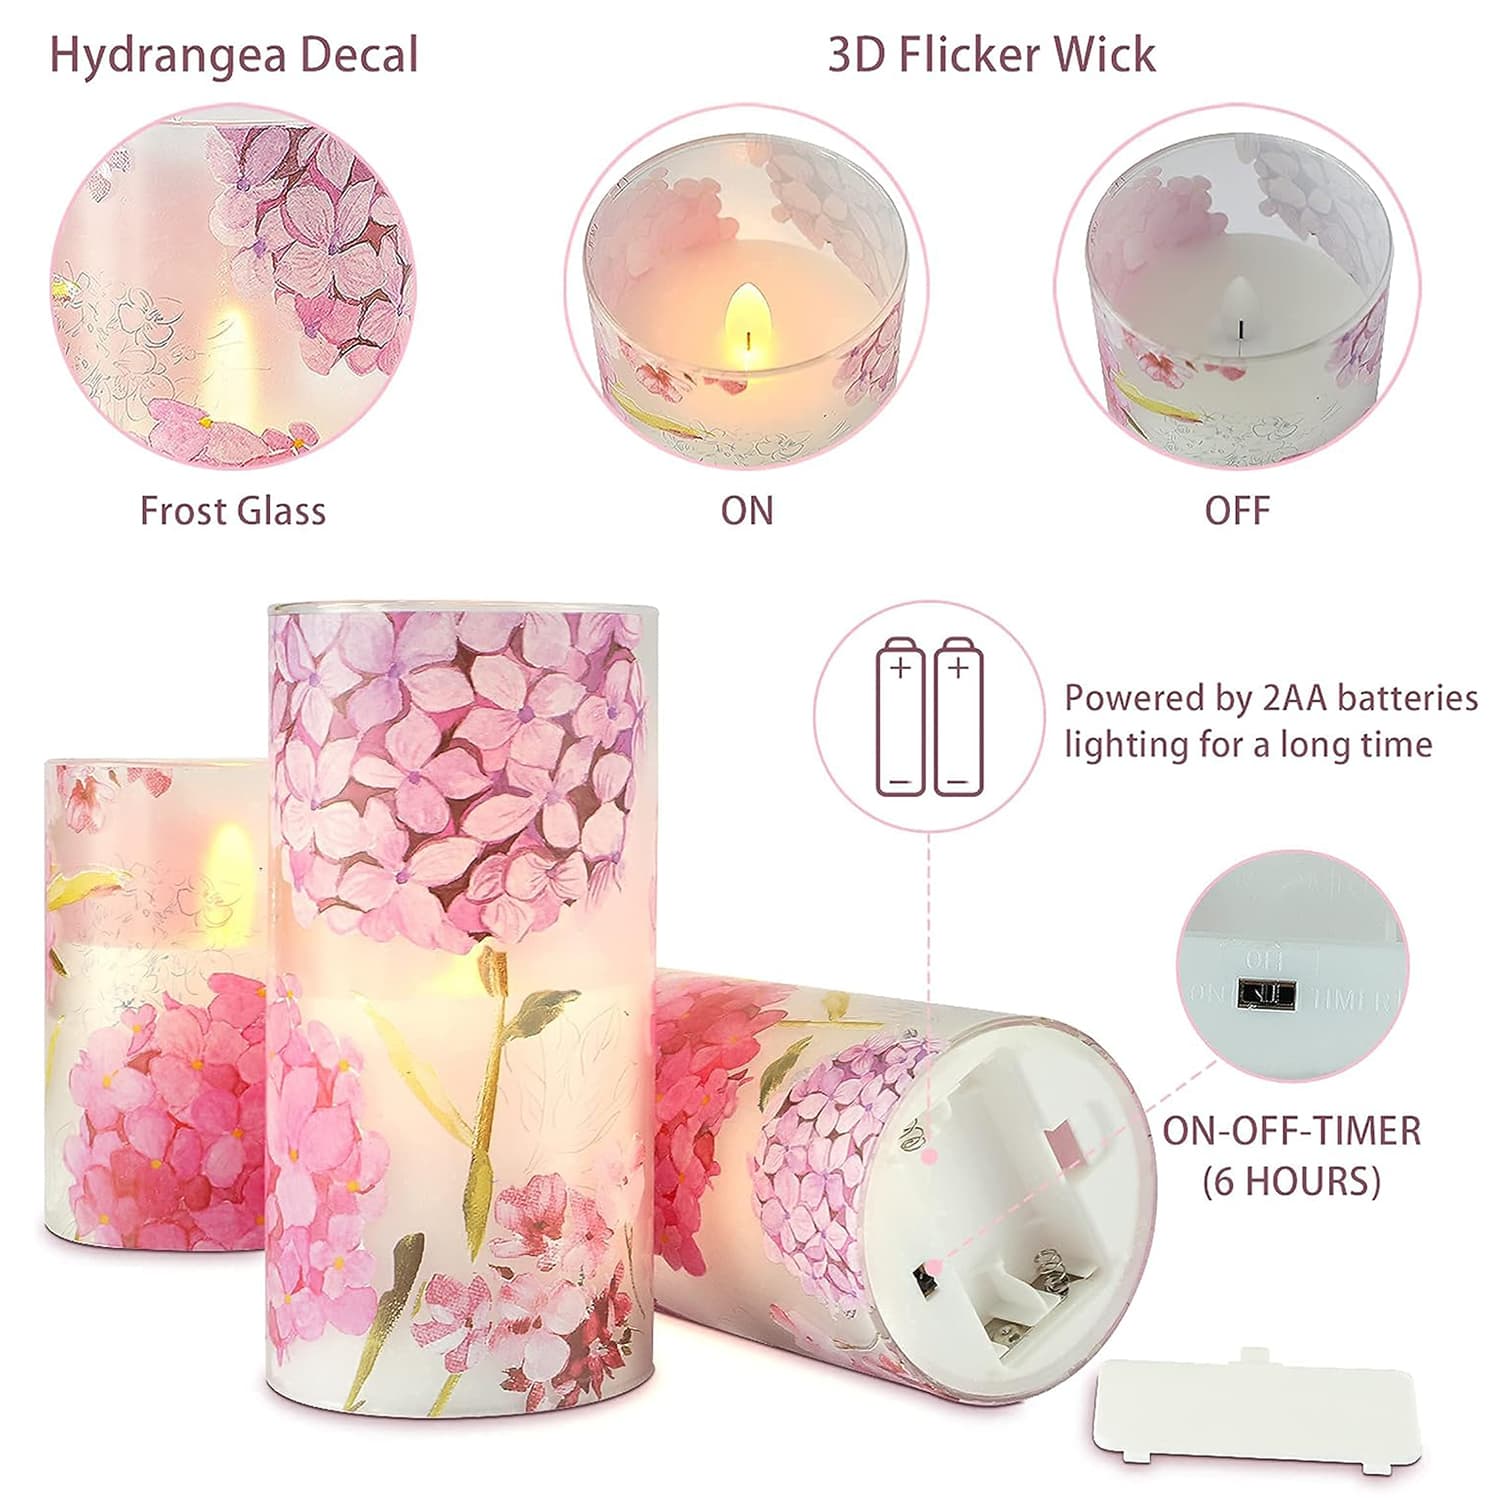 Hydrangea Decal
3D Flicker Wick
Frost Glass
ON
OFF
+ +
- -
Powered by 2AA batteries
lighting for a long time
OFF
ON
TIMER
ON-OFF-TIMER
(6 HOURS)